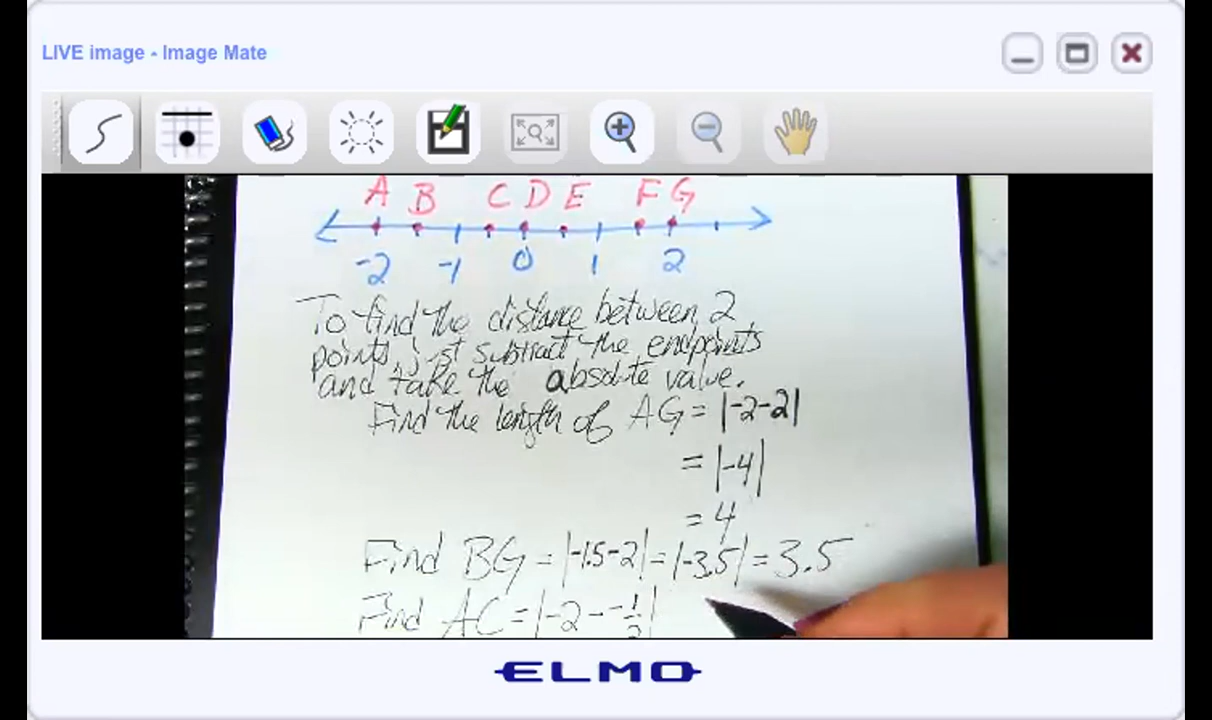 LIVE image - Image Mate
A B C D E F G
-2 -1 0 1 2
To find the distance between 2
points, just subtract the endpoints
and take the absolute value.
Find the length of AG = |-2-2|
= |-4|
= 4
Find BG = |-1.5-2| = |-3.5| = 3.5
Find AC = |-2 - -1/2|
ELMO